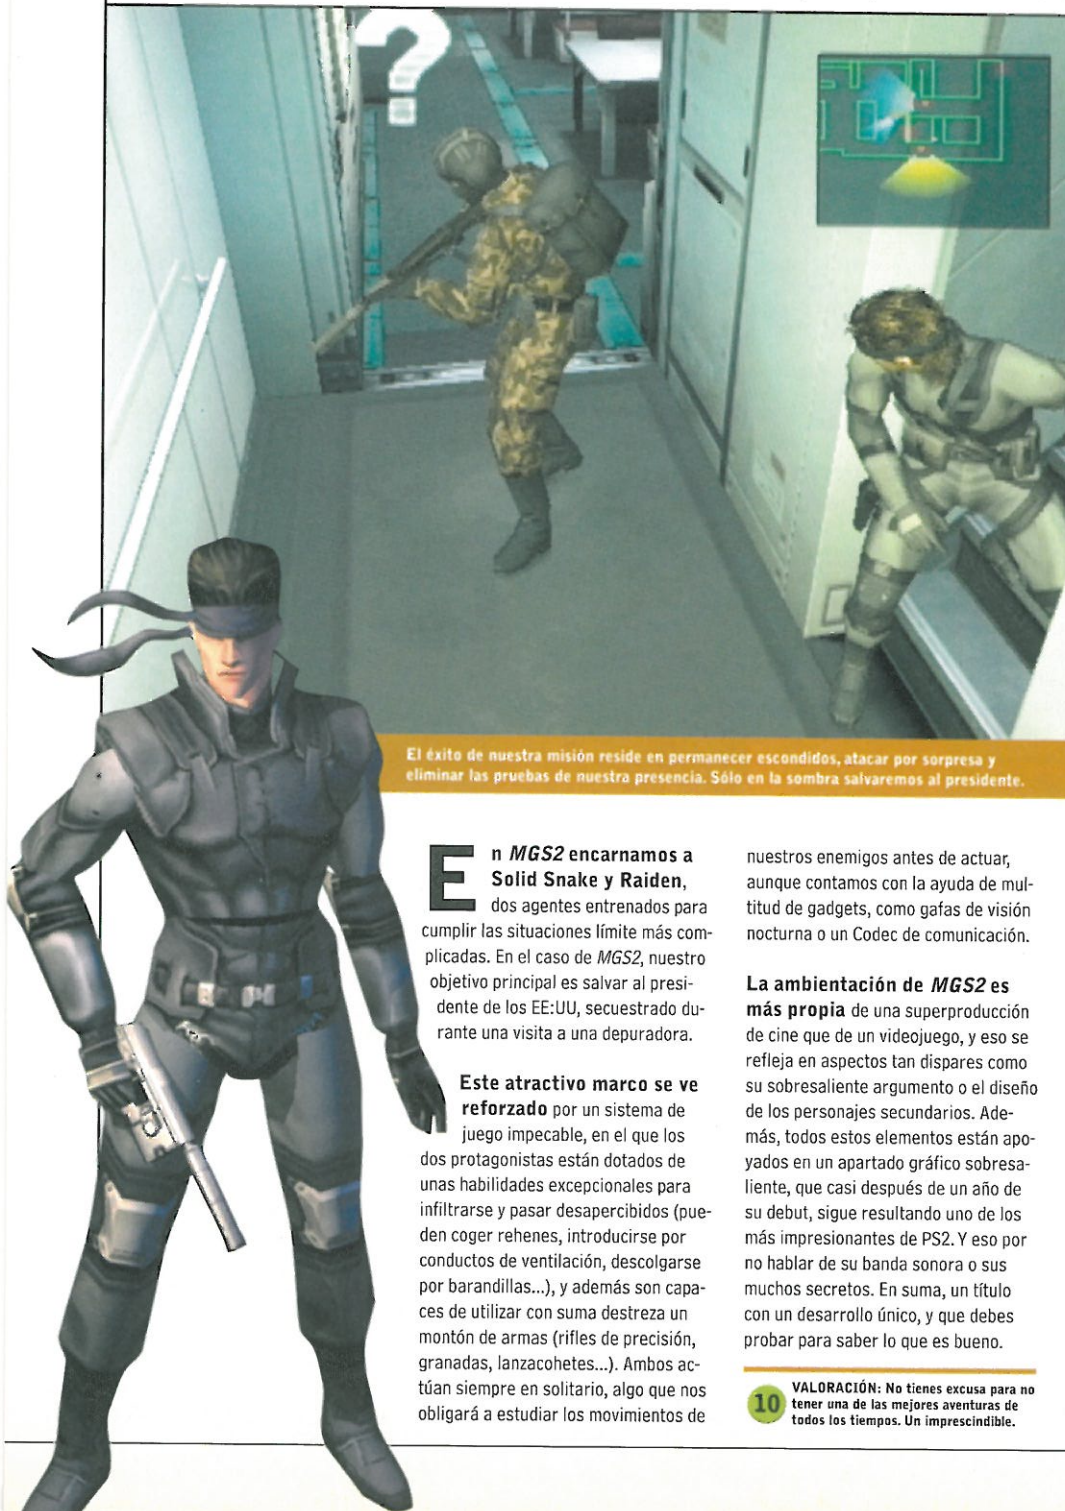 ?
El éxito de nuestra misión reside en permanecer escondidos, atacar por sorpresa y
eliminar las pruebas de nuestra presencia. Sólo en la sombra salvaremos al presidente.
En MGS2 encarnamos a
Solid Snake y Raiden,
dos agentes entrenados para
cumplir las situaciones límite más com-
plicadas. En el caso de MGS2, nuestro
objetivo principal es salvar al presi-
dente de los EE:UU, secuestrado du-
rante una visita a una depuradora.
Este atractivo marco se ve
reforzado por un sistema de
juego impecable, en el que los
dos protagonistas están dotados de
unas habilidades excepcionales para
infiltrarse y pasar desapercibidos (pue-
den coger rehenes, introducirse por
conductos de ventilación, descolgarse
por barandillas...), y además son capa-
ces de utilizar con suma destreza un
montón de armas (rifles de precisión,
granadas, lanzacohetes...). Ambos ac-
túan siempre en solitario, algo que nos
obligará a estudiar los movimientos de
nuestros enemigos antes de actuar,
aunque contamos con la ayuda de mul-
titud de gadgets, como gafas de visión
nocturna o un Codec de comunicación.
La ambientación de MGS2 es
más propia de una superproducción
de cine que de un videojuego, y eso se
refleja en aspectos tan dispares como
su sobresaliente argumento o el diseño
de los personajes secundarios. Ade-
más, todos estos elementos están apo-
yados en un apartado gráfico sobresa-
liente, que casi después de un año de
su debut, sigue resultando uno de los
más impresionantes de PS2. Y eso por
no hablar de su banda sonora o sus
muchos secretos. En suma, un título
con un desarrollo único, y que debes
probar para saber lo que es bueno.
10
VALORACIÓN: No tienes excusa para no
tener una de las mejores aventuras de
todos los tiempos. Un imprescindible.